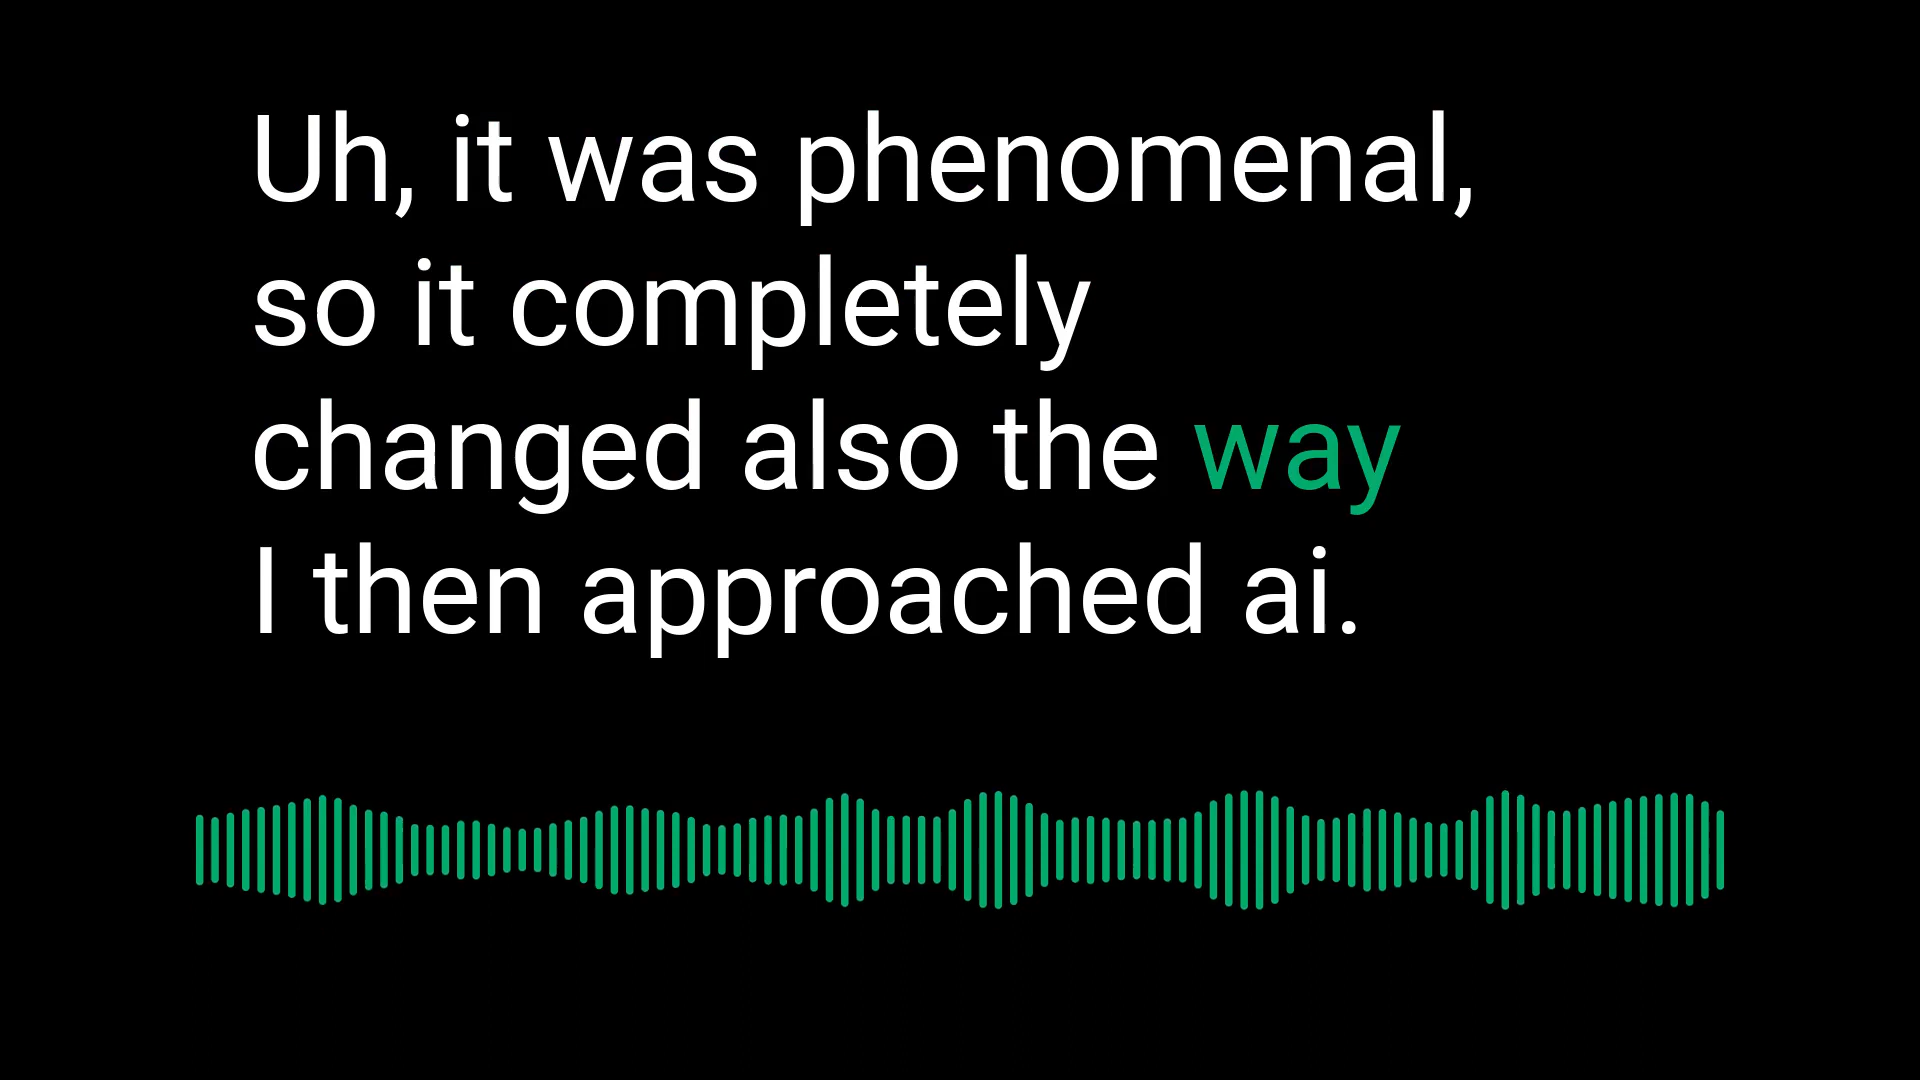 Uh, it was phenomenal,
so it completely
changed also the way
I then approached ai.